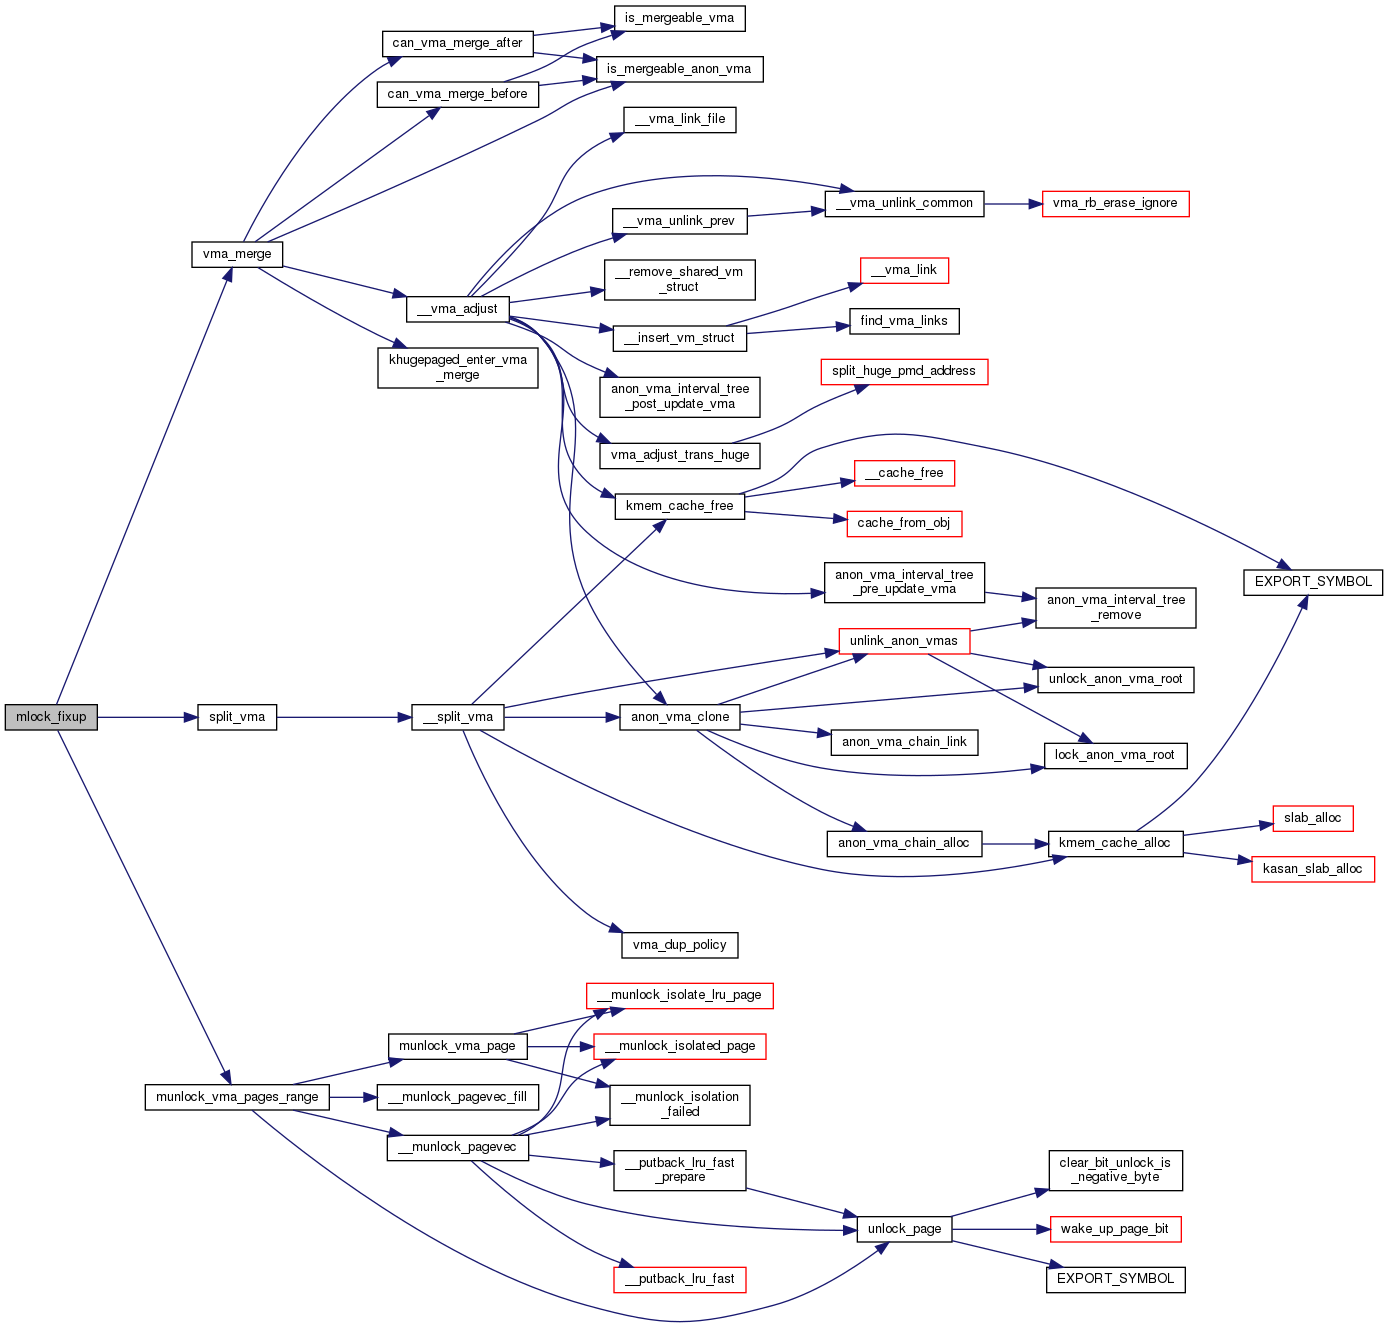 is_mergeable_vma
can_vma_merge_after
is_mergeable_anon_vma
can_vma_merge_before
__vma_link_file
__vma_unlink_common
vma_rb_erase_ignore
__vma_unlink_prev
vma_merge
__remove_shared_vm
_struct
__vma_link
__vma_adjust
find_vma_links
__insert_vm_struct
khugepaged_enter_vma
_merge
split_huge_pmd_address
anon_vma_interval_tree
_post_update_vma
vma_adjust_trans_huge
__cache_free
kmem_cache_free
cache_from_obj
anon_vma_interval_tree
_pre_update_vma
EXPORT_SYMBOL
anon_vma_interval_tree
_remove
unlink_anon_vmas
unlock_anon_vma_root
mlock_fixup
split_vma
__split_vma
anon_vma_clone
anon_vma_chain_link
lock_anon_vma_root
slab_alloc
anon_vma_chain_alloc
kmem_cache_alloc
kasan_slab_alloc
vma_dup_policy
__munlock_isolate_lru_page
munlock_vma_page
__munlock_isolated_page
munlock_vma_pages_range
__munlock_pagevec_fill
__munlock_isolation
_failed
__munlock_pagevec
__putback_lru_fast
_prepare
clear_bit_unlock_is
_negative_byte
unlock_page
wake_up_page_bit
__putback_lru_fast
EXPORT_SYMBOL